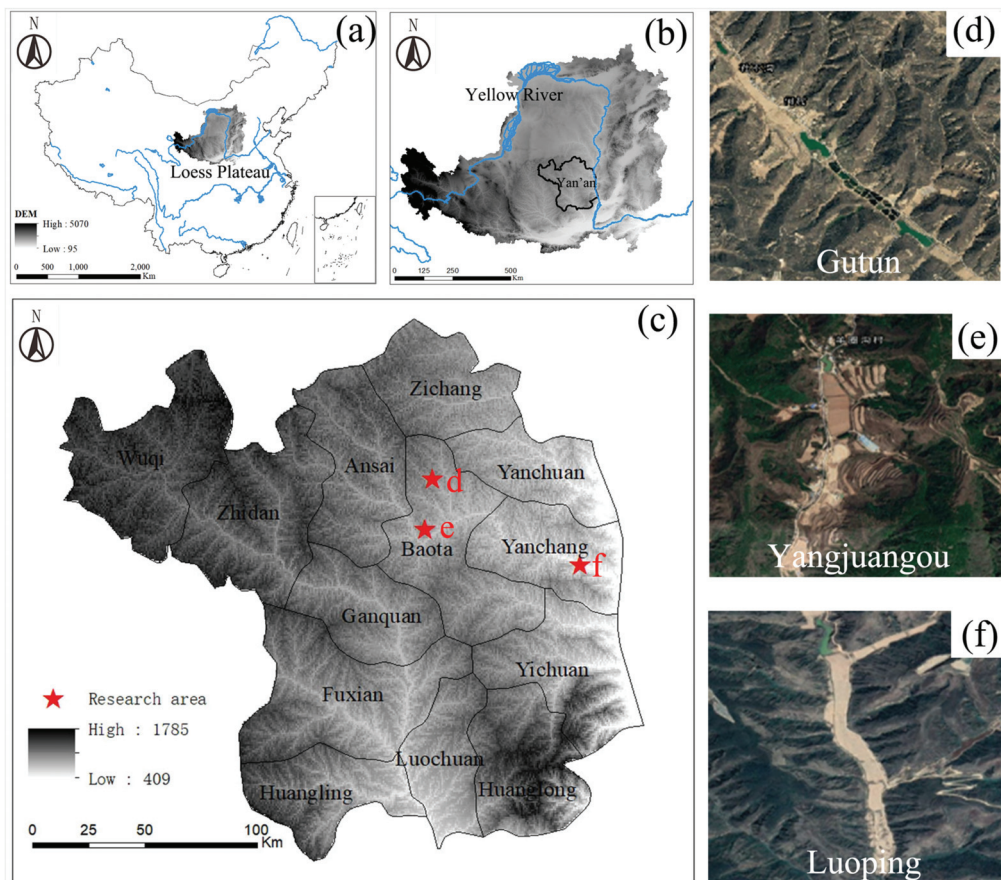 (a)
N
Loess Plateau
DEM
High : 5070
Low : 95
0 500 1,000 2,000
Km
(b)
N
Yellow River
Yan'an
0 125 250 500
Km
(c)
N
Zichang
Wuqi
Ansai
Yanchuan
d
Zhidan
e
Baota
Yanchang
f
Ganquan
Yichuan
Fuxian
Luochuan
Huangling
Huanglong
Research area
High : 1785
Low : 409
0 25 50 100
Km
(d)
Gutun
(e)
Yangjuangou
(f)
Luoping